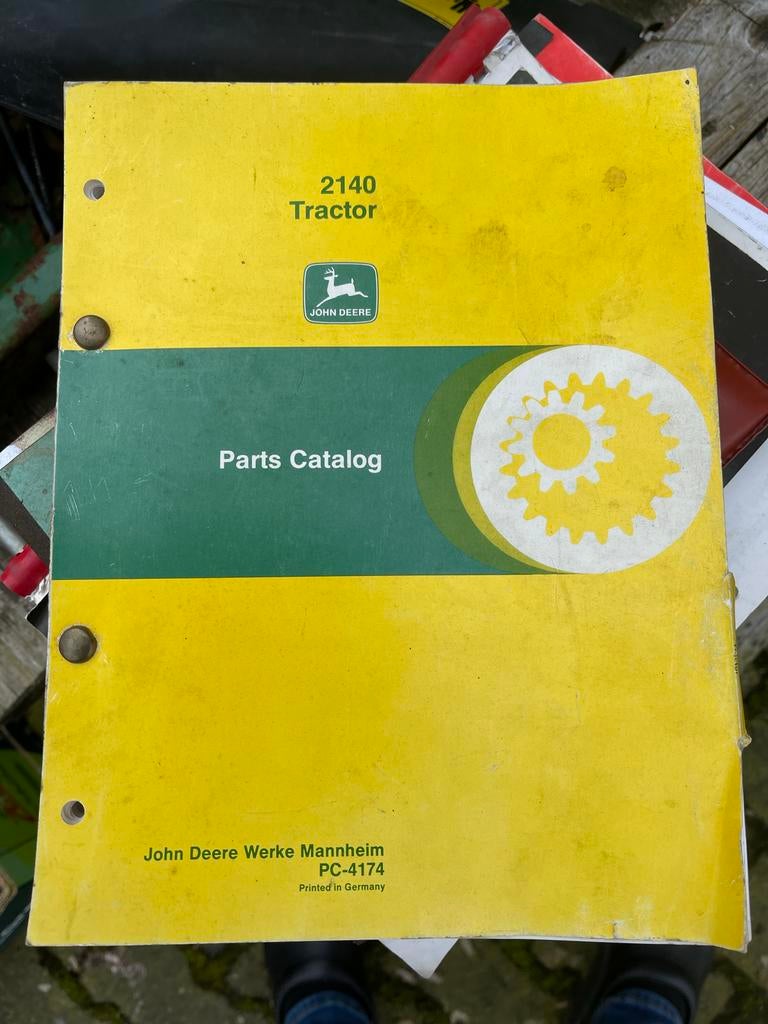 2140
Tractor
JOHN DEERE
Parts Catalog
John Deere Werke Mannheim
PC-4174
Printed in Germany